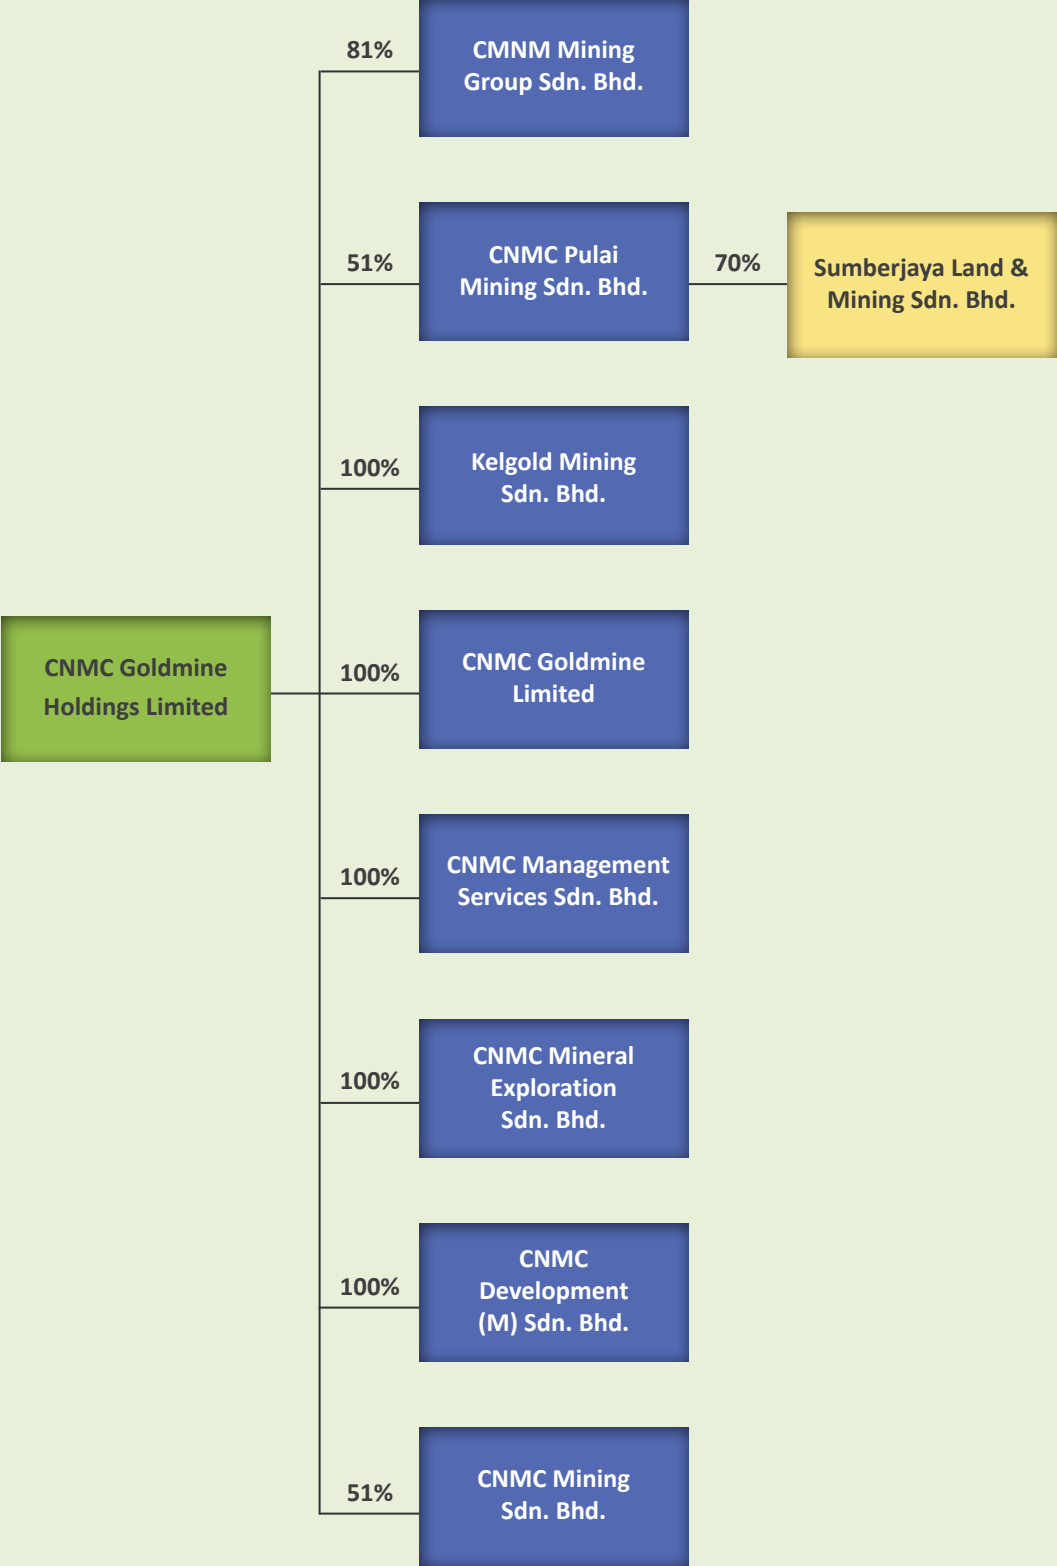 81%
CMNM Mining
Group Sdn. Bhd.
51%
CNMC Pulai
Mining Sdn. Bhd.
70%
Sumberjaya Land &
Mining Sdn. Bhd.
100%
Kelgold Mining
Sdn. Bhd.
CNMC Goldmine
Holdings Limited
100%
CNMC Goldmine
Limited
100%
CNMC Management
Services Sdn. Bhd.
100%
CNMC Mineral
Exploration
Sdn. Bhd.
100%
CNMC
Development
(M) Sdn. Bhd.
51%
CNMC Mining
Sdn. Bhd.